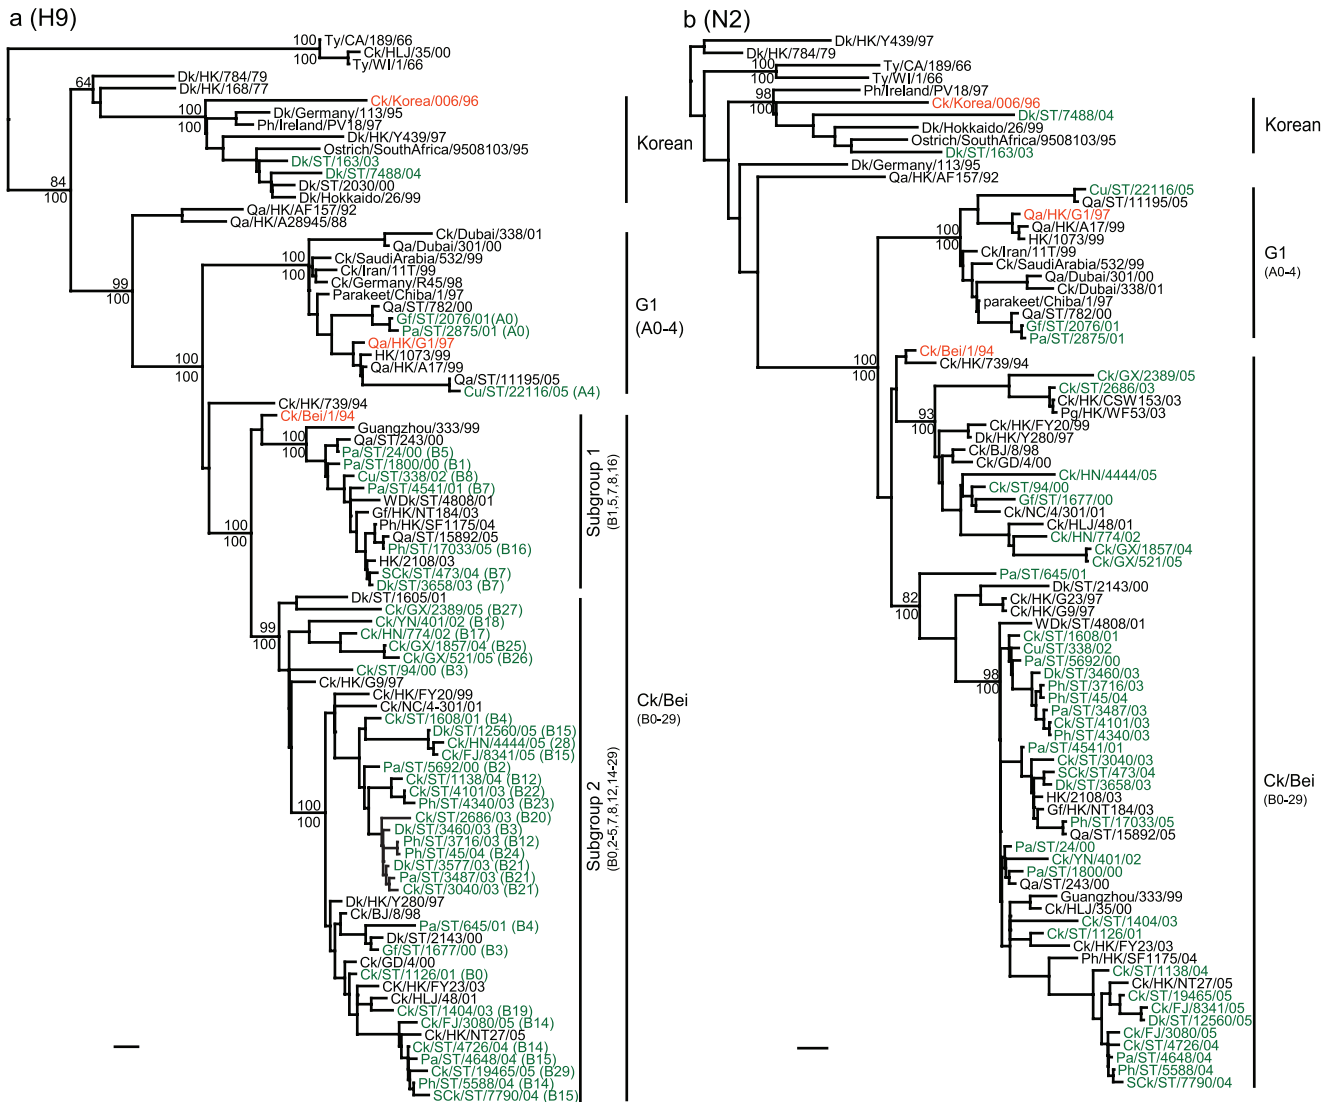 a (H9)
100
100
Ty/CA/189/66
Ck/HLJ/35/00
Ty/WI/1/66
64
Dk/HK/784/79
Dk/HK/168/77
100
100
Ck/Korea/006/96
Dk/Germany/113/95
Ph/Ireland/PV18/97
Dk/HK/Y439/97
Ostrich/SouthAfrica/9508103/95
Dk/ST/163/03
Dk/ST/7488/04
Dk/ST/2030/00
Dk/Hokkaido/26/99
Korean
84
100
Qa/HK/AF157/92
Qa/HK/A28945/88
99
100
100
100
Ck/Dubai/338/01
Qa/Dubai/301/00
Ck/SaudiArabia/532/99
Ck/Iran/11T/99
Ck/Germany/R45/98
Parakeet/Chiba/1/97
Qa/ST/782/00
Gf/ST/2076/01(A0)
Pa/ST/2875/01 (A0)
Qa/HK/G1/97
HK/1073/99
Qa/HK/A17/99
Qa/ST/11195/05
Cu/ST/22116/05 (A4)
G1
(A0-4)
100
100
Ck/HK/739/94
Ck/Bei/1/94
100
100
Guangzhou/333/99
Qa/ST/243/00
Pa/ST/24/00 (B5)
Pa/ST/1800/00 (B1)
Cu/ST/338/02 (B8)
Pa/ST/4541/01 (B7)
WDk/ST/4808/01
Gf/HK/NT184/03
Ph/HK/SF1175/04
Qa/ST/15892/05
Ph/ST/17033/05 (B16)
HK/2108/03
SCk/ST/473/04 (B7)
Dk/ST/3658/03 (B7)
Subgroup 1
(B1,5,7,8,16)
100
100
Dk/ST/1605/01
Ck/GX/2389/05 (B27)
Ck/YN/401/02 (B18)
Ck/HN/774/02 (B17)
Ck/GX/1857/04 (B25)
Ck/GX/521/05 (B26)
99
100
Ck/ST/94/00 (B3)
Ck/HK/G9/97
Ck/HK/FY20/99
Ck/NC/4-301/01
Ck/ST/1608/01 (B4)
Dk/ST/12560/05 (B15)
Ck/HN/4444/05 (28)
Ck/FJ/8341/05 (B15)
Pa/ST/5692/00 (B2)
Ck/ST/1138/04 (B12)
Ck/ST/4101/03 (B22)
Ph/ST/4340/03 (B23)
Ck/ST/2686/03 (B20)
Dk/ST/3460/03 (B3)
Ph/ST/3716/03 (B12)
Ph/ST/45/04 (B24)
Dk/ST/3577/03 (B21)
Pa/ST/3487/03 (B21)
Ck/ST/3040/03 (B21)
100
100
Dk/HK/Y280/97
Ck/BJ/8/98
Pa/ST/645/01 (B4)
Dk/ST/2143/00
Gf/ST/1677/00 (B3)
Ck/GD/4/00
Ck/ST/1126/01 (B0)
CK/HK/FY23/03
Ck/HLJ/48/01
Ck/ST/1404/03 (B19)
Ck/FJ/3080/05 (B14)
Ck/HK/NT27/05
Ck/ST/4726/04 (B14)
Pa/ST/4648/04 (B15)
Ck/ST/19465/05 (B29)
Ph/ST/5588/04 (B14)
SCk/ST/7790/04 (B15)
Subgroup 2
(B0,2-5,7,8,12,14-29)
Ck/Bei
(B0-29)
b (N2)
Dk/HK/Y439/97
Dk/HK/784/79
100
100
Ty/CA/189/66
Ty/WI/1/66
98
100
Ph/Ireland/PV18/97
Ck/Korea/006/96
Dk/ST/7488/04
Dk/Hokkaido/26/99
Ostrich/SouthAfrica/9508103/95
Dk/ST/163/03
Korean
Dk/Germany/113/95
Qa/HK/AF157/92
100
100
Cu/ST/22116/05
Qa/ST/11195/05
Qa/HK/G1/97
Qa/HK/A17/99
HK/1073/99
Ck/Iran/11T/99
Ck/SaudiArabia/532/99
Qa/Dubai/301/00
Ck/Dubai/338/01
parakeet/Chiba/1/97
Qa/ST/782/00
Gf/ST/2076/01
Pa/ST/2875/01
G1
(A0-4)
100
100
Ck/Bei/1/94
Ck/HK/739/94
93
100
Ck/GX/2389/05
Ck/ST/2686/03
Ck/HK/CSW153/03
Pg/HK/WF53/03
Ck/HK/FY20/99
Dk/HK/Y280/97
Ck/BJ/8/98
Ck/GD/4/00
Ck/HN/4444/05
Ck/ST/94/00
Gf/ST/1677/00
Ck/NC/4/301/01
Ck/HLJ/48/01
Ck/HN/774/02
Ck/GX/1857/04
Ck/GX/521/05
82
100
Pa/ST/645/01
Dk/ST/2143/00
Ck/HK/G23/97
Ck/HK/G9/97
98
100
WDk/ST/4808/01
Ck/ST/1608/01
Cu/ST/338/02
Pa/ST/5692/00
Dk/ST/3460/03
Ph/ST/3716/03
Ph/ST/45/04
Pa/ST/3487/03
Ck/ST/4101/03
Ph/ST/4340/03
Pa/ST/4541/01
Ck/ST/3040/03
SCk/ST/473/04
Dk/ST/3658/03
HK/2108/03
Gf/HK/NT184/03
Ph/ST/17033/05
Qa/ST/15892/05
Pa/ST/24/00
Ck/YN/401/02
Pa/ST/1800/00
Qa/ST/243/00
Guangzhou/333/99
Ck/HLJ/35/00
Ck/ST/1404/03
Ck/ST/1126/01
Ck/HK/FY23/03
Ph/HK/SF1175/04
Ck/ST/1138/04
Ck/HK/NT27/05
Ck/ST/19465/05
Ck/FJ/8341/05
Dk/ST/12560/05
Ck/FJ/3080/05
Ck/ST/4726/04
Pa/ST/4648/04
Ph/ST/5588/04
SCk/ST/7790/04
Ck/Bei
(B0-29)